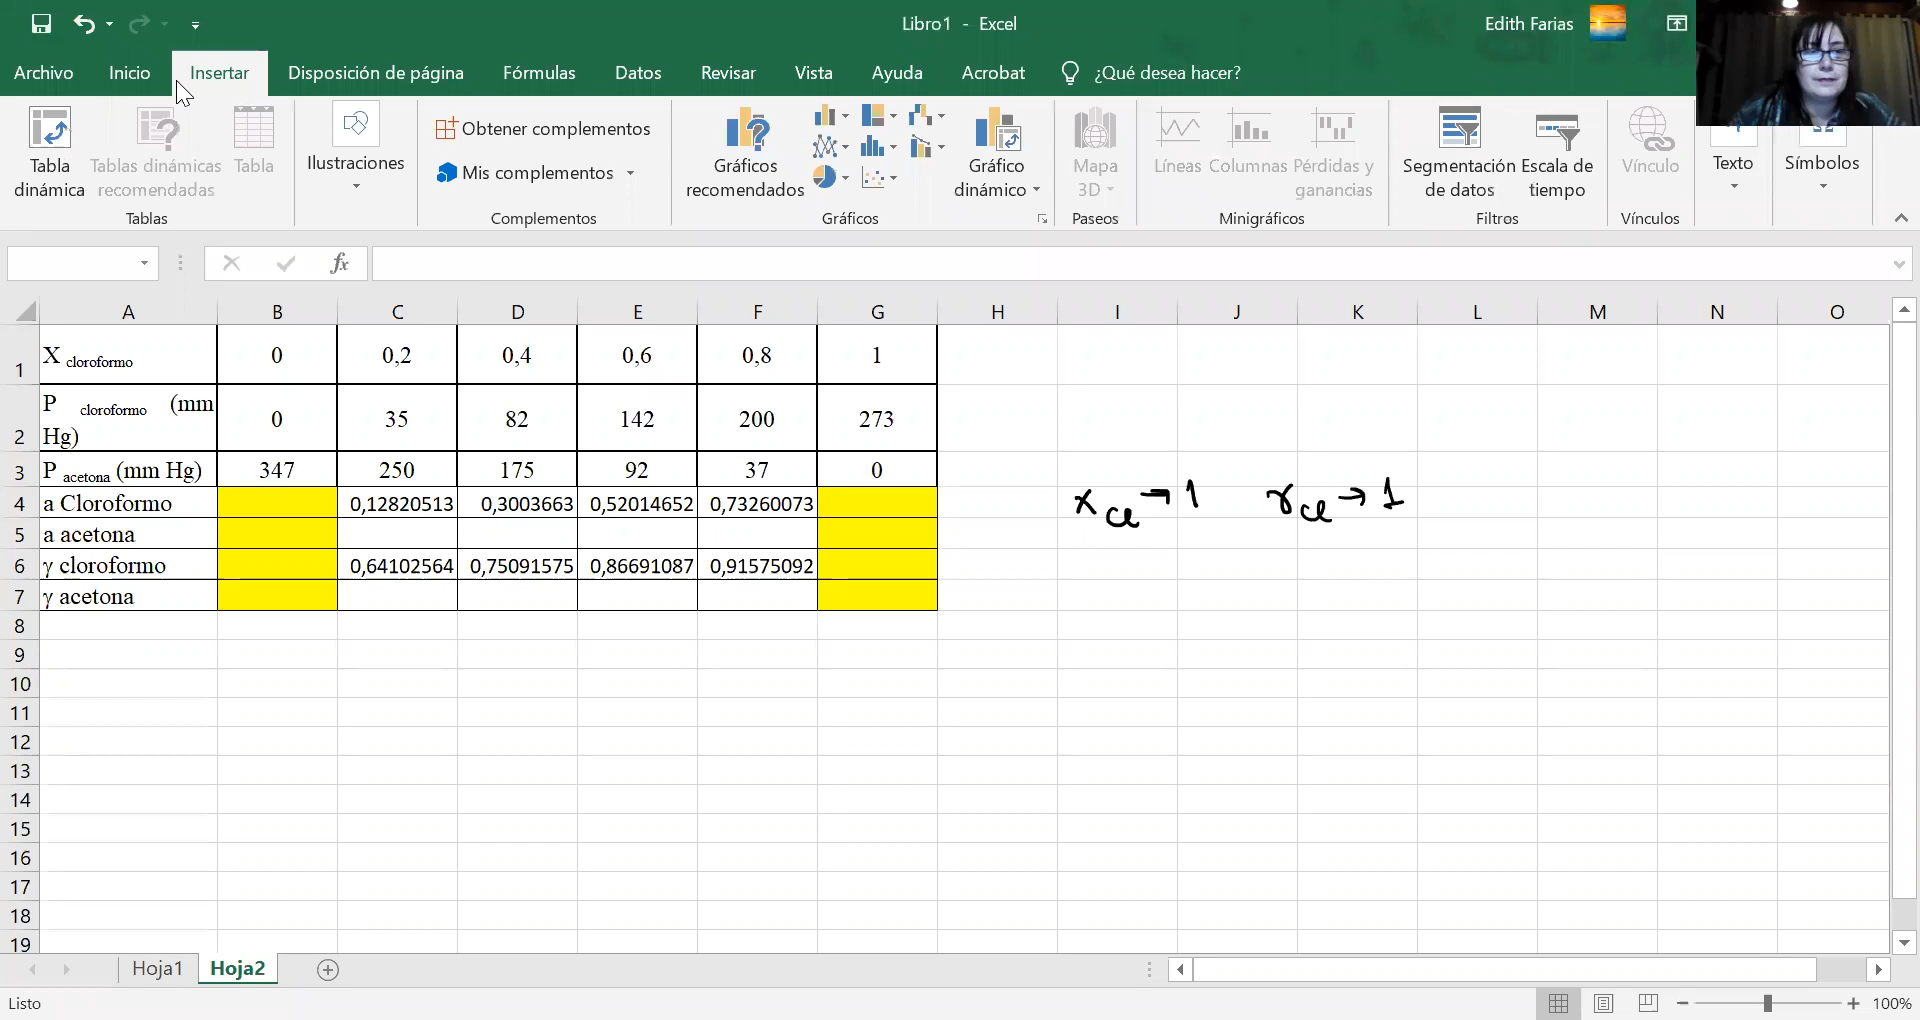 Libro1 - Excel
Edith Farias
Archivo Inicio Insertar Disposición de página Fórmulas Datos Revisar Vista Ayuda Acrobat ¿Qué desea hacer?
Tabla dinámica
Tablas dinámicas recomendadas
Tabla
Tablas
Ilustraciones
Obtener complementos
Mis complementos
Complementos
Gráficos recomendados
Gráfico dinámico
Gráficos
Mapa 3D
Paseos
Líneas Columnas Pérdidas y ganancias
Minigráficos
Segmentación de datos
Escala de tiempo
Filtros
Vínculo
Vínculos
Texto
Símbolos
fx
A B C D E F G H I J K L M N O
1 X cloroformo 0 0,2 0,4 0,6 0,8 1
2 P cloroformo (mm Hg) 0 35 82 142 200 273
3 P acetona (mm Hg) 347 250 175 92 37 0
4 a Cloroformo 0,12820513 0,3003663 0,52014652 0,73260073
x cl → 1 γ cl → 1
5 a acetona
6 γ cloroformo 0,64102564 0,75091575 0,86691087 0,91575092
7 γ acetona
8
9
10
11
12
13
14
15
16
17
18
19
Hoja1 Hoja2
Listo
100%